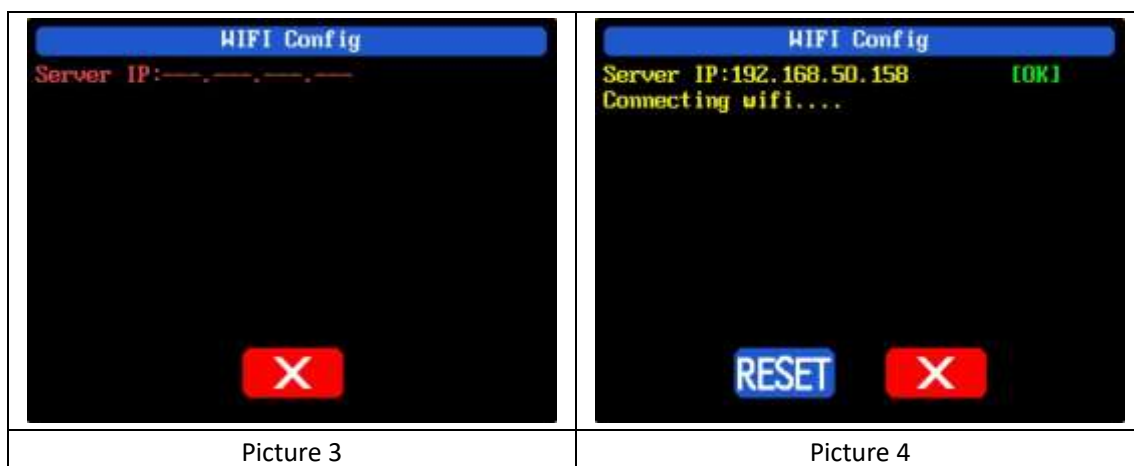 WIFI Config
Server IP:---.---.---.---
X
Picture 3
WIFI Config
Server IP:192.168.50.158 [OK]
Connecting wifi....
RESET X
Picture 4